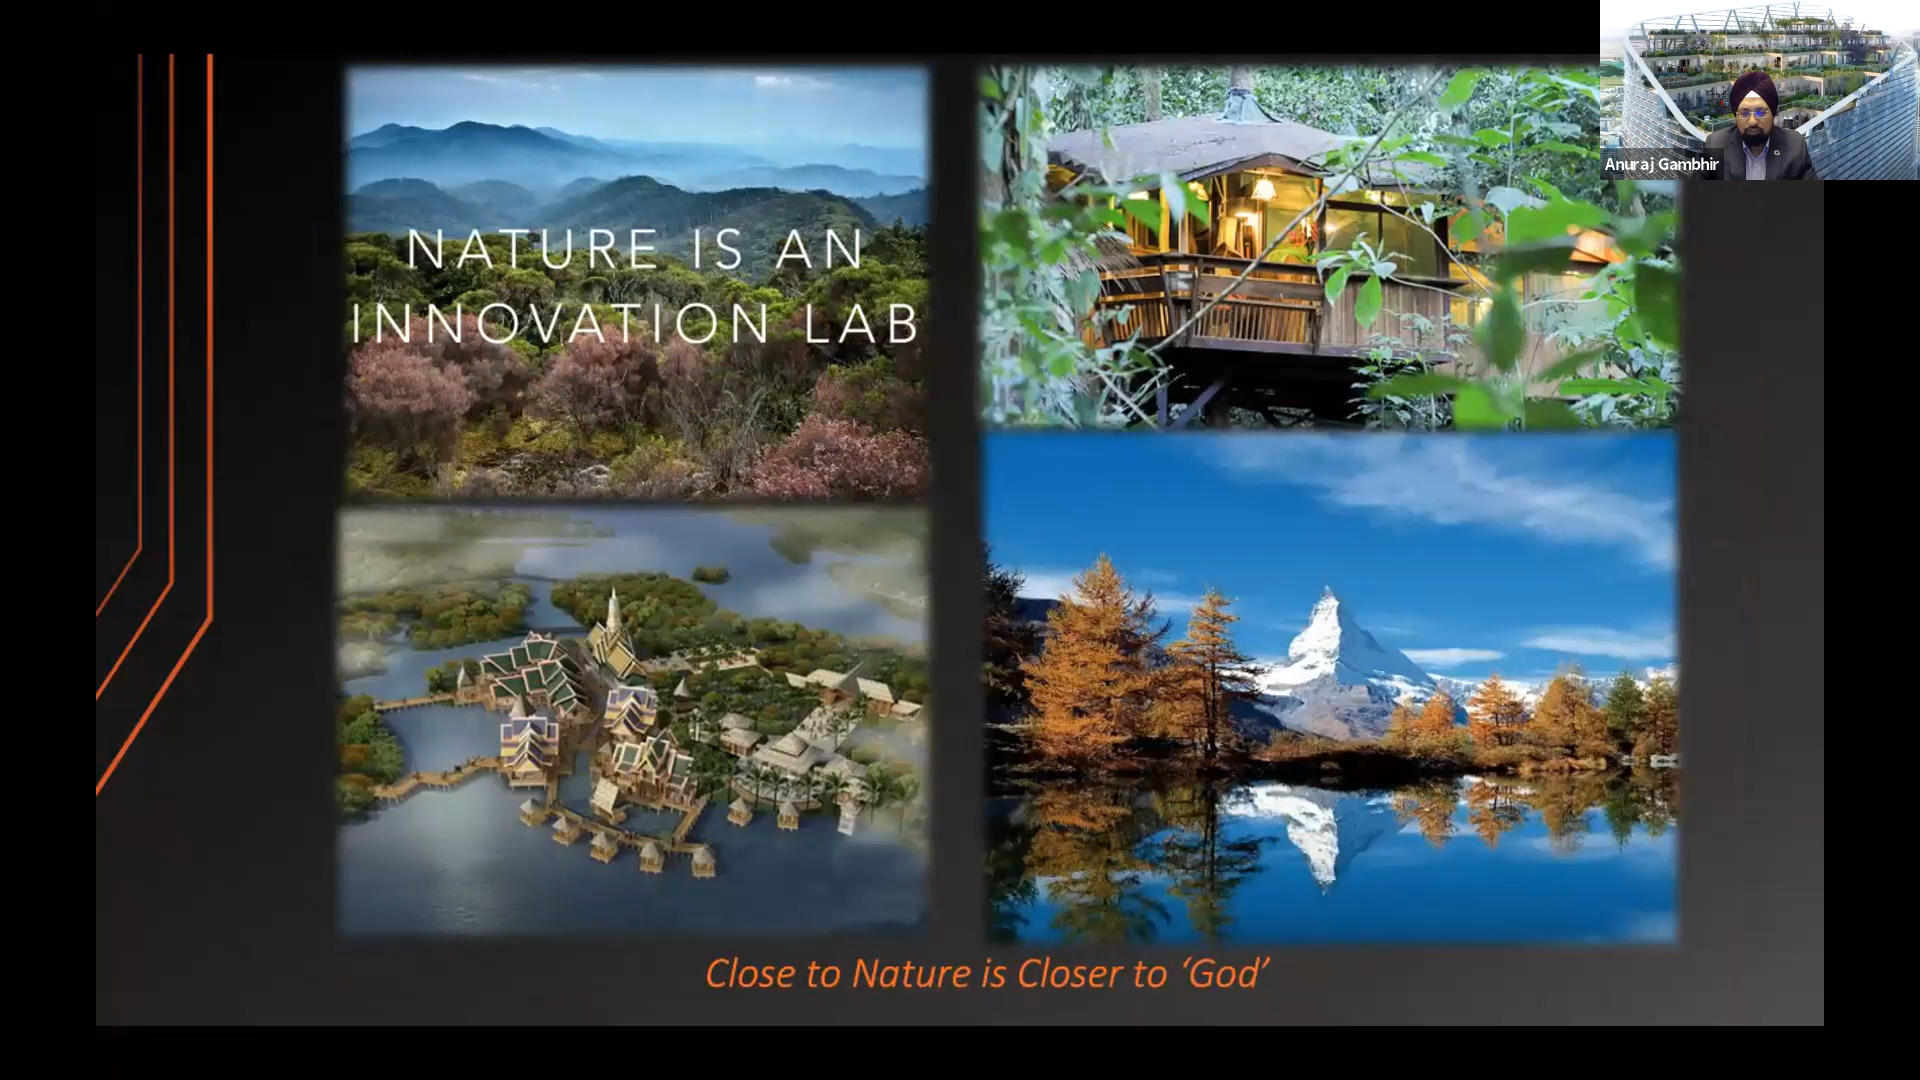 Anuraj Gambhir
NATURE IS AN
INNOVATION LAB
Close to Nature is Closer to ‘God’